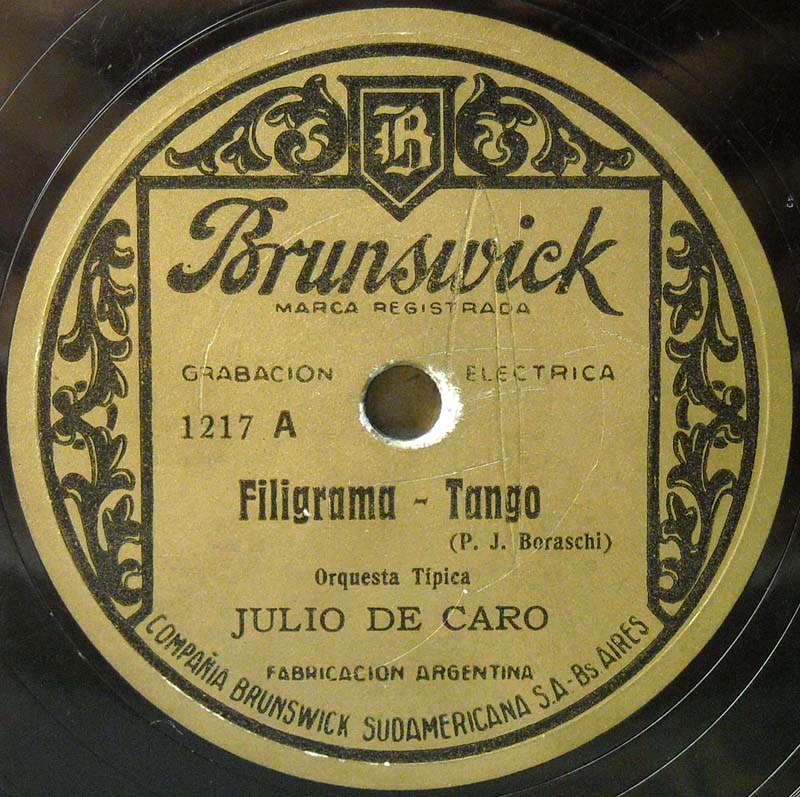 B
Brunswick
MARCA REGISTRADA
GRABACION ELECTRICA
1217 A
Filigrama - Tango
(P. J. Boraschi)
Orquesta Típica
JULIO DE CARO
FABRICACION ARGENTINA
COMPAÑIA BRUNSWICK SUDAMERICANA S.A - Bs AIRES